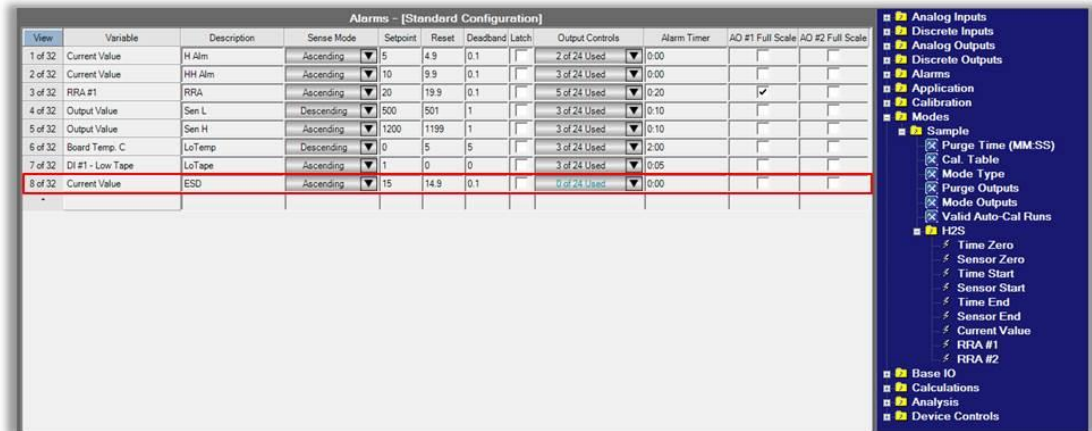 Alarms - [Standard Configuration]
View Variable Description Sense Mode Setpoint Reset Deadband Latch Output Controls Alarm Timer AO #1 Full Scale AO #2 Full Scale
1 of 32 Current Value H Alm Ascending 5 4.9 0.1 2 of 24 Used 0:00
2 of 32 Current Value HH Alm Ascending 10 9.9 0.1 3 of 24 Used 0:00
3 of 32 RRA #1 RRA Ascending 20 19.9 0.1 5 of 24 Used 0:20
4 of 32 Output Value Sen L Descending 500 501 1 3 of 24 Used 0:10
5 of 32 Output Value Sen H Ascending 1200 1199 1 3 of 24 Used 0:10
6 of 32 Board Temp. C LoTemp Descending 0 5 5 3 of 24 Used 2:00
7 of 32 DI #1 - Low Tape LoTape Ascending 1 0 0 3 of 24 Used 0:05
8 of 32 Current Value ESD Ascending 15 14.9 0.1 0 of 24 Used 0:00
*
Analog Inputs
Discrete Inputs
Analog Outputs
Discrete Outputs
Alarms
Application
Calibration
Modes
Sample
Purge Time (MM:SS)
Cal. Table
Mode Type
Purge Outputs
Mode Outputs
Valid Auto-Cal Runs
H2S
Time Zero
Sensor Zero
Time Start
Sensor Start
Time End
Sensor End
Current Value
RRA #1
RRA #2
Base IO
Calculations
Analysis
Device Controls